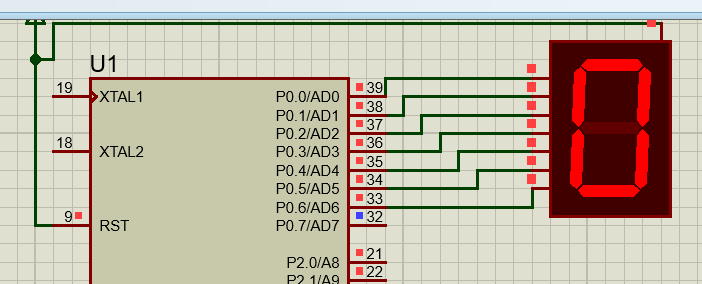 U1
19 XTAL1 P0.0/AD0 39
P0.1/AD1 38
P0.2/AD2 37
18 XTAL2 P0.3/AD3 36
P0.4/AD4 35
P0.5/AD5 34
P0.6/AD6 33
9 RST P0.7/AD7 32
P2.0/A8 21
P2.1/A9 22
0